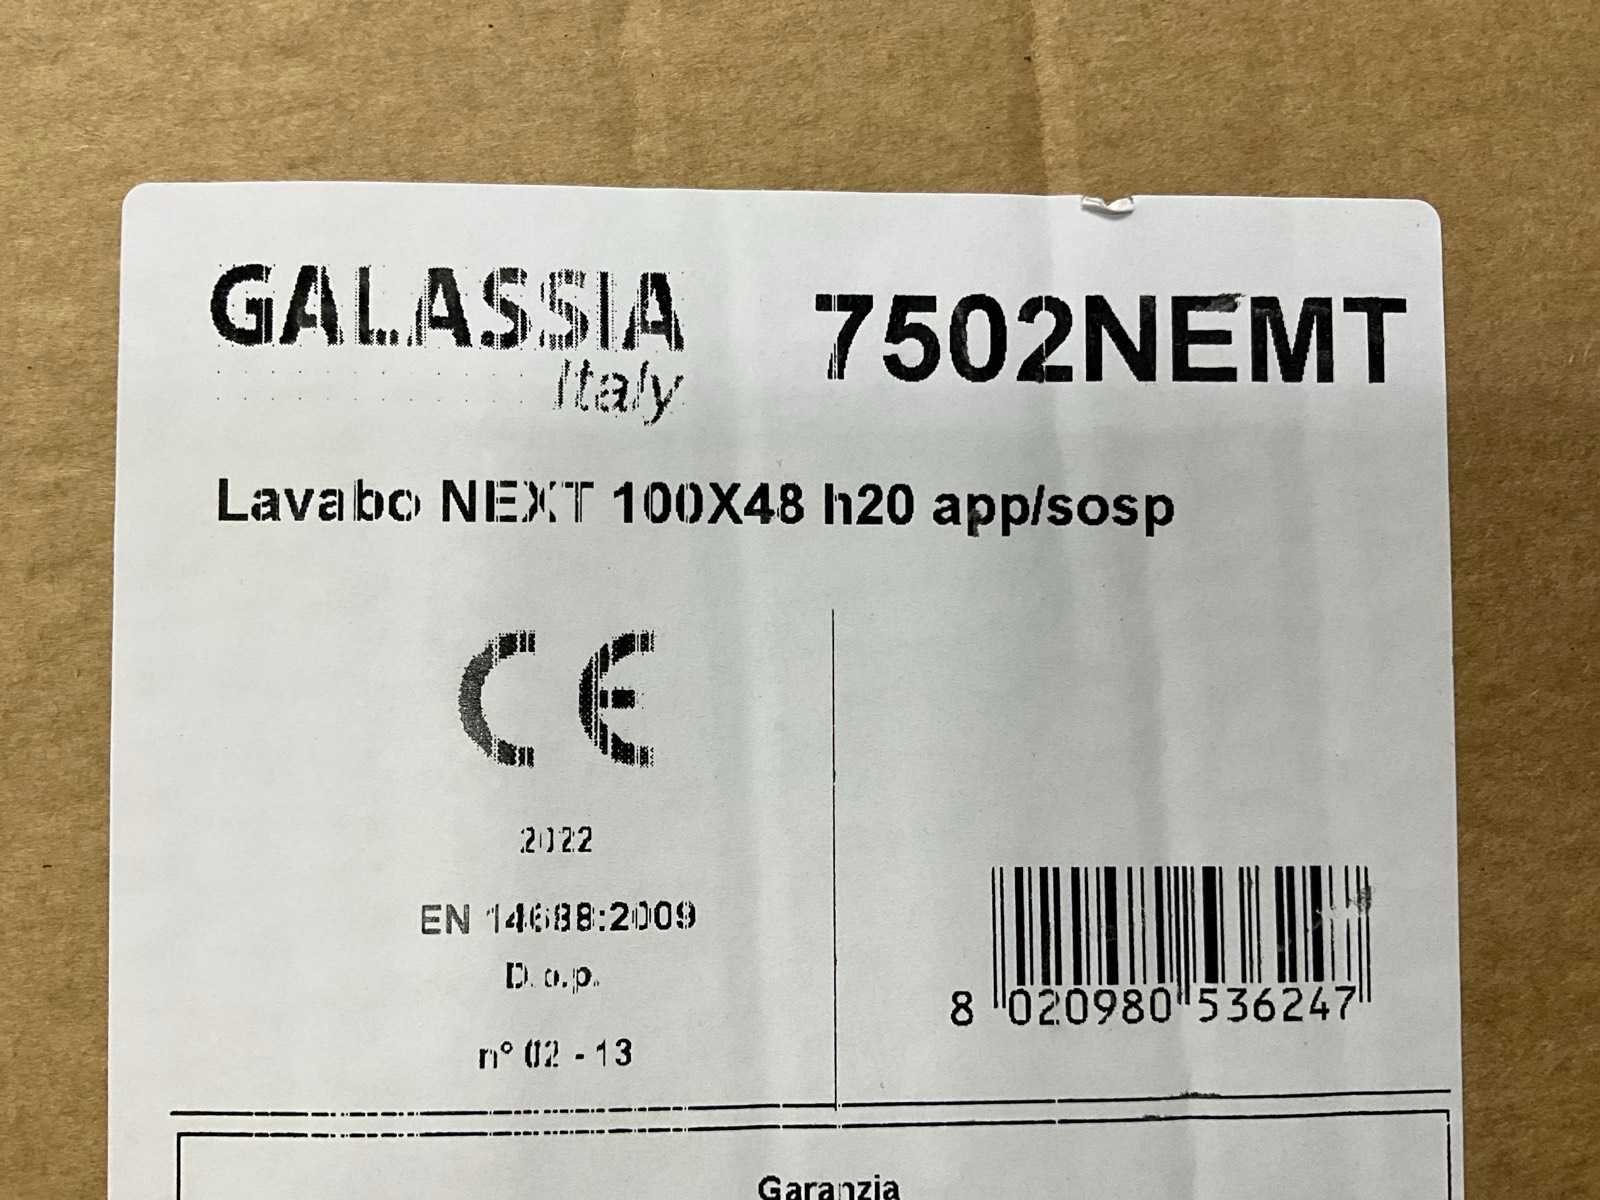 GALASSIA
Italy
7502NEMT
Lavabo NEXT 100X48 h20 app/sosp
CE
2022
EN 14688:2009
D.o.p.
n° 02 - 13
8 020980 536247
Garanzia